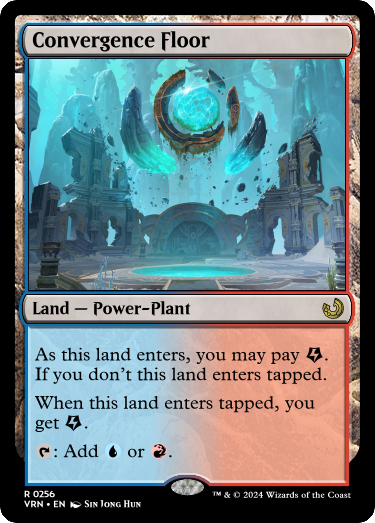 Convergence Floor
Land — Power-Plant
As this land enters, you may pay .
If you don't this land enters tapped.
When this land enters tapped, you
get .
: Add or .
R 0256
VRN • EN Sin Jong Hun
™ & © 2024 Wizards of the Coast